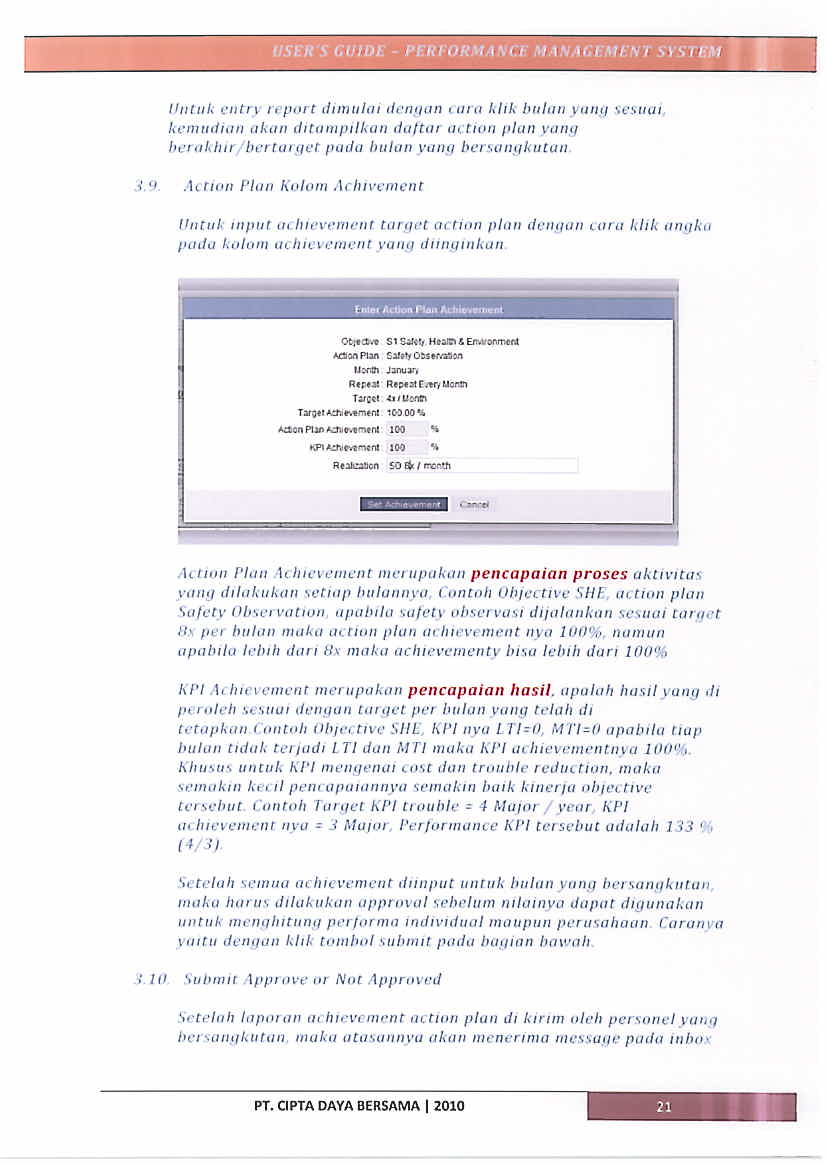 USER'S GUIDE – PERFORMANCE MANAGEMENT SYSTEM
Untuk entry report dimulai dengan cara klik bulan yang sesuai,
kemudian akan ditampilkan daftar action plan yang
berakhir/bertarget pada bulan yang bersangkutan.
3.9. Action Plan Kolom Achivement
Untuk input achievement target action plan dengan cara klik angka
pada kolom achievement yang diinginkan.
Enter Action Plan Achievement
Objective : S1 Safety, Health & Environment
Action Plan : Safety Observation
Month : January
Repeat : Repeat Every Month
Target : 4x / Month
Target Achievement : 100.00 %
Action Plan Achievement : 100 %
KPI Achievement : 100 %
Realization : SO 8x / month
Set Achievement Cancel
Action Plan Achievement merupakan pencapaian proses aktivitas
yang dilakukan setiap bulannya, Contoh Objective SHE, action plan
Safety Observation, apabila safety observasi dijalankan sesuai target
8x per bulan maka action plan achievement nya 100%, namun
apabila lebih dari 8x maka achievementy bisa lebih dari 100%
KPI Achievement merupakan pencapaian hasil, apalah hasil yang di
peroleh sesuai dengan target per bulan yang telah di
tetapkan.Contoh Objective SHE, KPI nya LTI=0, MTI=0 apabila tiap
bulan tidak terjadi LTI dan MTI maka KPI achievementnya 100%.
Khusus untuk KPI mengenai cost dan trouble reduction, maka
semakin kecil pencapaiannya semakin baik kinerja objective
tersebut. Contoh Target KPI trouble = 4 Major / year, KPI
achievement nya = 3 Major, Performance KPI tersebut adalah 133 %
(4/3).
Setelah semua achievement diinput untuk bulan yang bersangkutan,
maka harus dilakukan approval sebelum nilainya dapat digunakan
untuk menghitung performa individual maupun perusahaan. Caranya
yaitu dengan klik tombol submit pada bagian bawah.
3.10. Submit Approve or Not Approved
Setelah laporan achievement action plan di kirim oleh personel yang
bersangkutan, maka atasannya akan menerima message pada inbox
PT. CIPTA DAYA BERSAMA | 2010
21